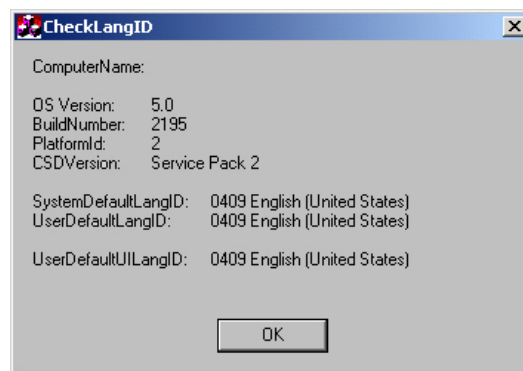 CheckLangID
ComputerName:
OS Version: 5.0
BuildNumber: 2195
PlatformId: 2
CSDVersion: Service Pack 2
SystemDefaultLangID: 0409 English (United States)
UserDefaultLangID: 0409 English (United States)
UserDefaultUILangID: 0409 English (United States)
OK